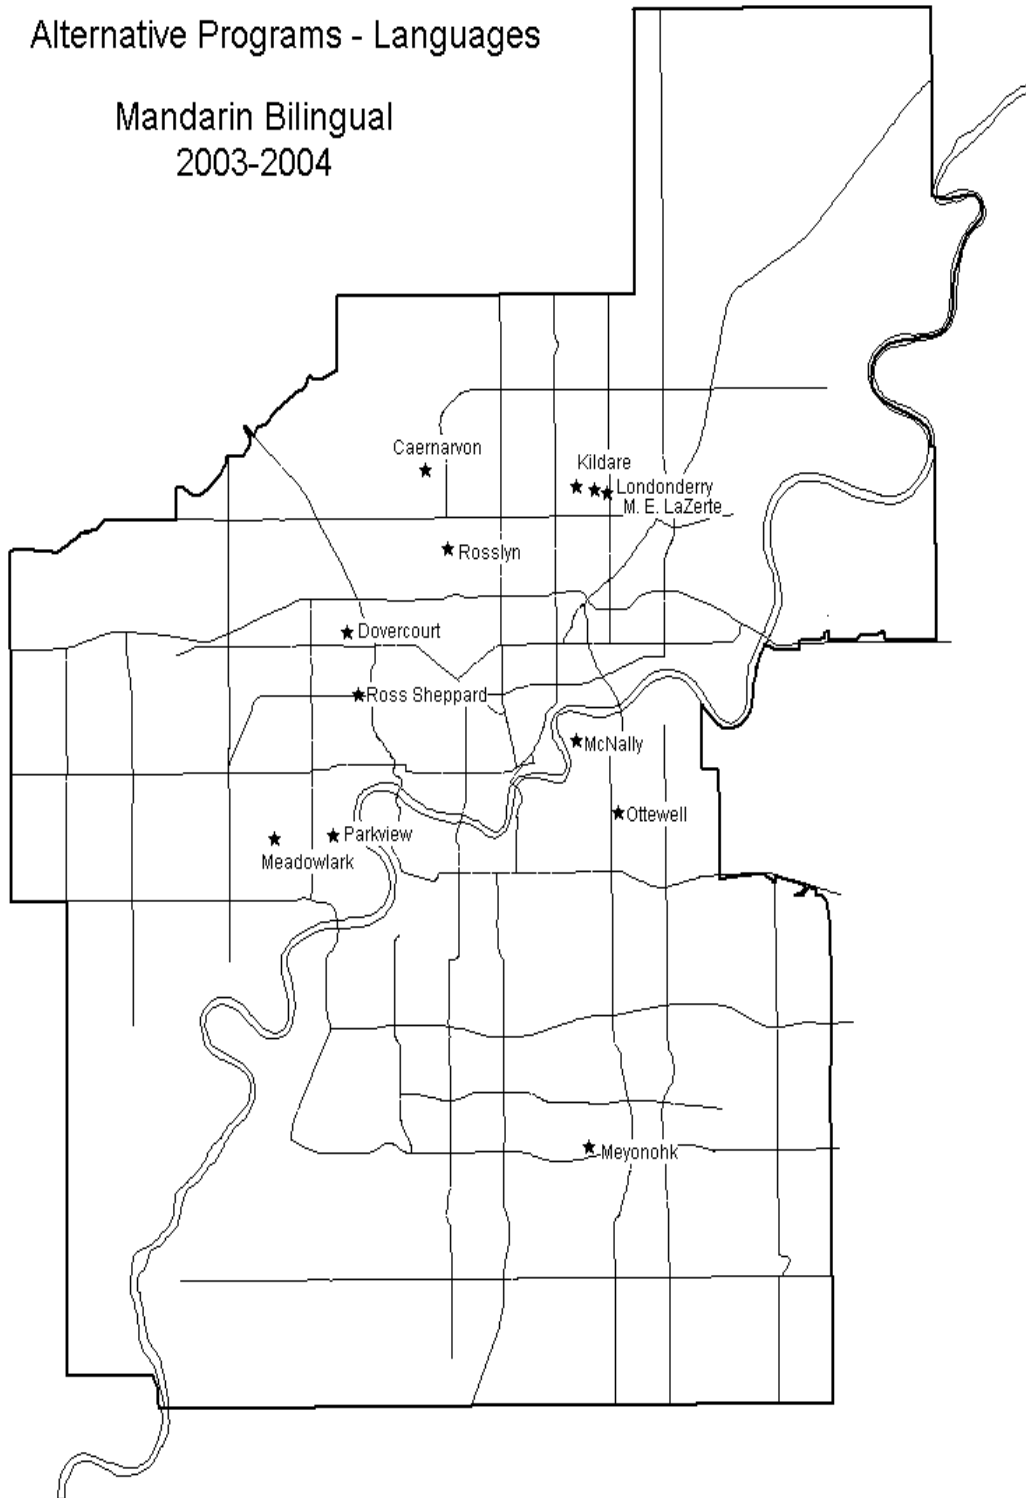 Alternative Programs - Languages
Mandarin Bilingual
2003-2004
Caernarvon
Kildare
Londonderry
M. E. LaZerte
Rosslyn
Dovercourt
Ross Sheppard
McNally
Ottewell
Parkview
Meadowlark
Meyonohk